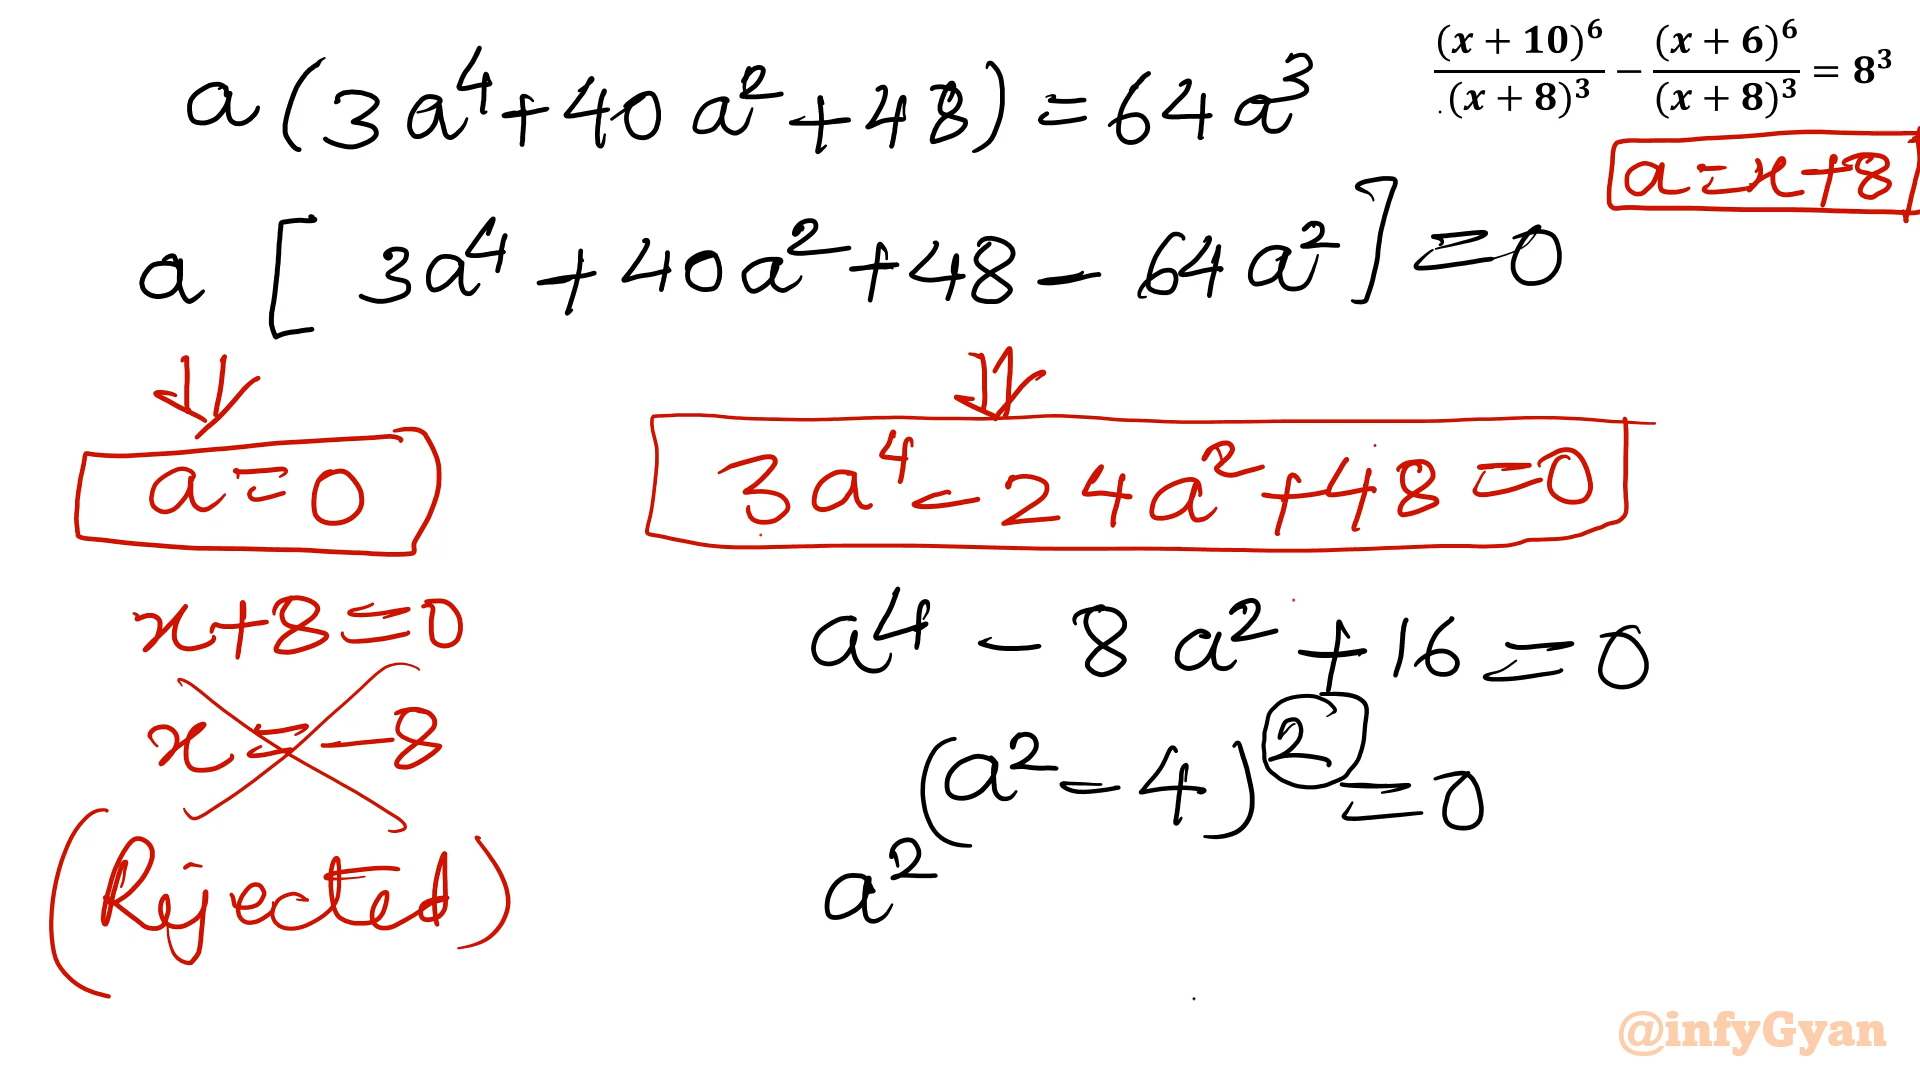 (x + 10)⁶/(x + 8)³ − (x + 6)⁶/(x + 8)³ = 8³
a = x + 8
a(3a⁴ + 40a² + 48) = 64a³
a[3a⁴ + 40a² + 48 − 64a²] = 0
a = 0
3a⁴ − 24a² + 48 = 0
x + 8 = 0
a⁴ − 8a² + 16 = 0
x = −8
(a² − 4)² = 0
(Rijected)
a²
@infyGyan